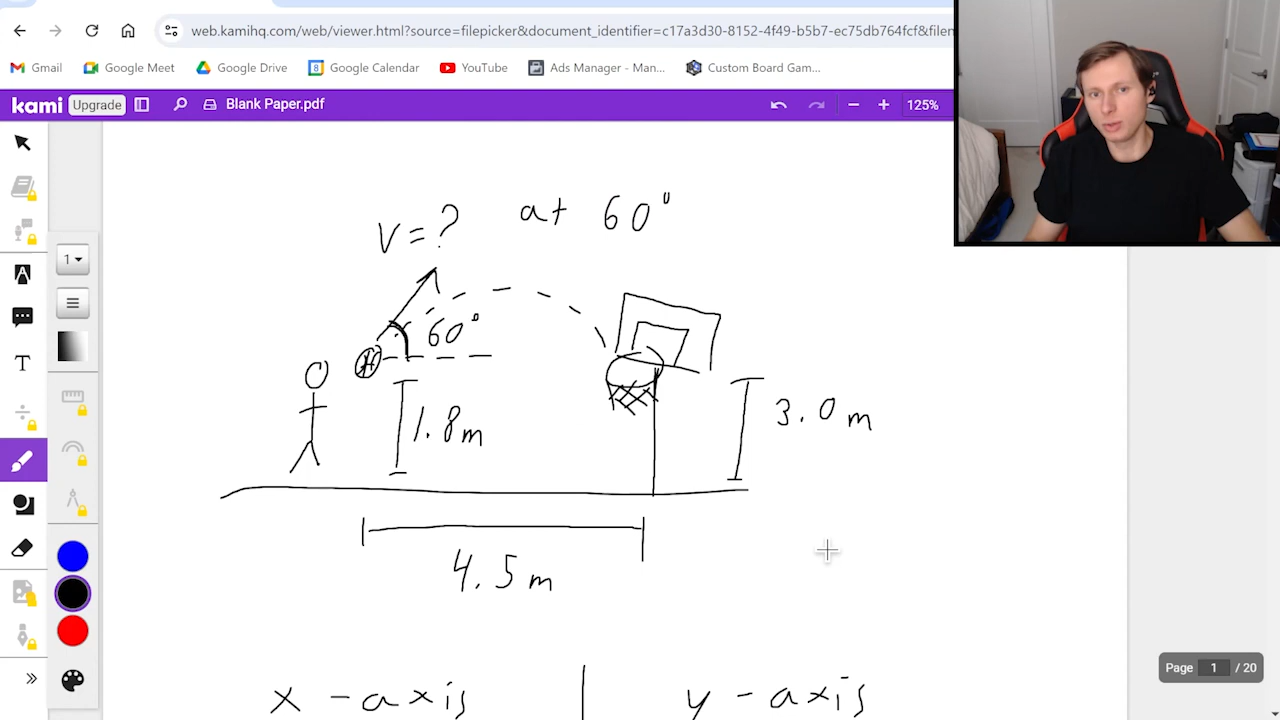 web.kamihq.com/web/viewer.html?source=filepicker&document_identifier=c17a3d30-8152-4f49-b5b7-ec75db764fcf&filen
Gmail
Google Meet
Google Drive
8
Google Calendar
YouTube
Ads Manager - Man...
Custom Board Gam...
kami
Upgrade
Blank Paper.pdf
125%
1
A
T
v = ? at 60°
60°
1.8 m
3.0 m
4.5 m
Page 1 / 20
x - axis
y - axis